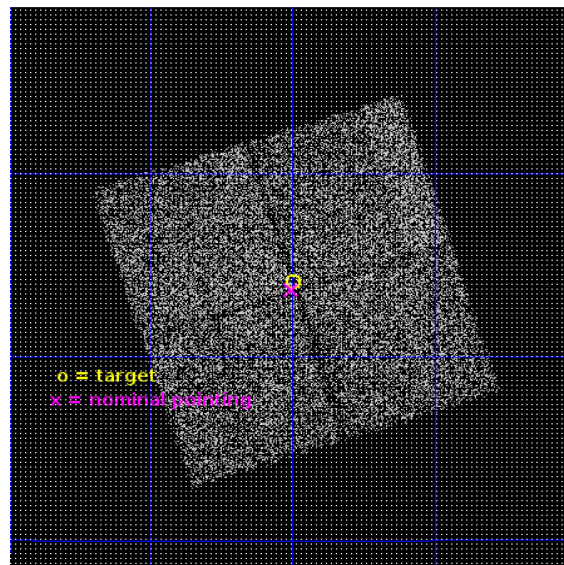 o = target
x = nominal pointing